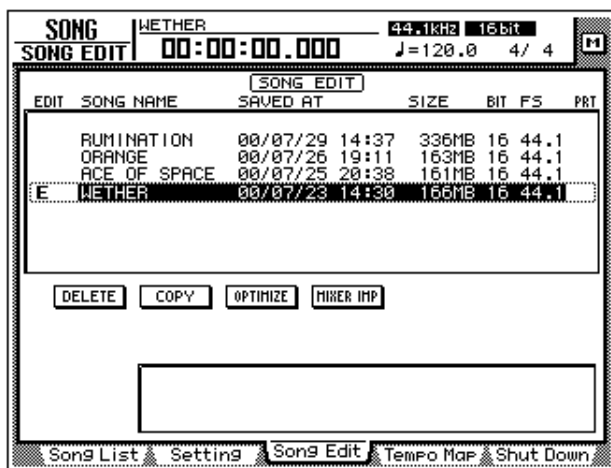 SONG WETHER 44.1kHz 16bit
SONG EDIT 00:00:00.000 ♩=120.0 4/ 4 M
SONG EDIT
EDIT SONG NAME SAVED AT SIZE BIT FS PRT
RUMINATION 00/07/29 14:37 336MB 16 44.1
ORANGE 00/07/26 19:11 163MB 16 44.1
ACE OF SPACE 00/07/25 20:38 161MB 16 44.1
E WETHER 00/07/23 14:30 166MB 16 44.1
DELETE COPY OPTIMIZE MIXER IMP
Song List Setting Song Edit Tempo Map Shut Down